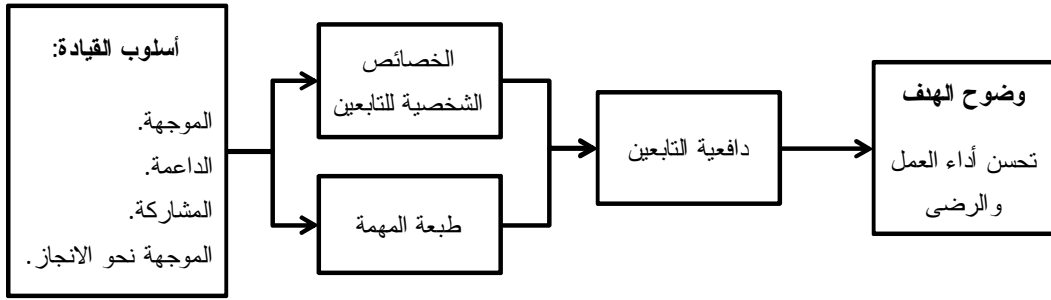 أسلوب القيادة:
الموجهة.
الداعمة.
المشاركة.
الموجهة نحو الانجاز.
الخصائص
الشخصية للتابعين
طبعة المهمة
دافعية التابعين
وضوح الهدف
تحسن أداء العمل
والرضى